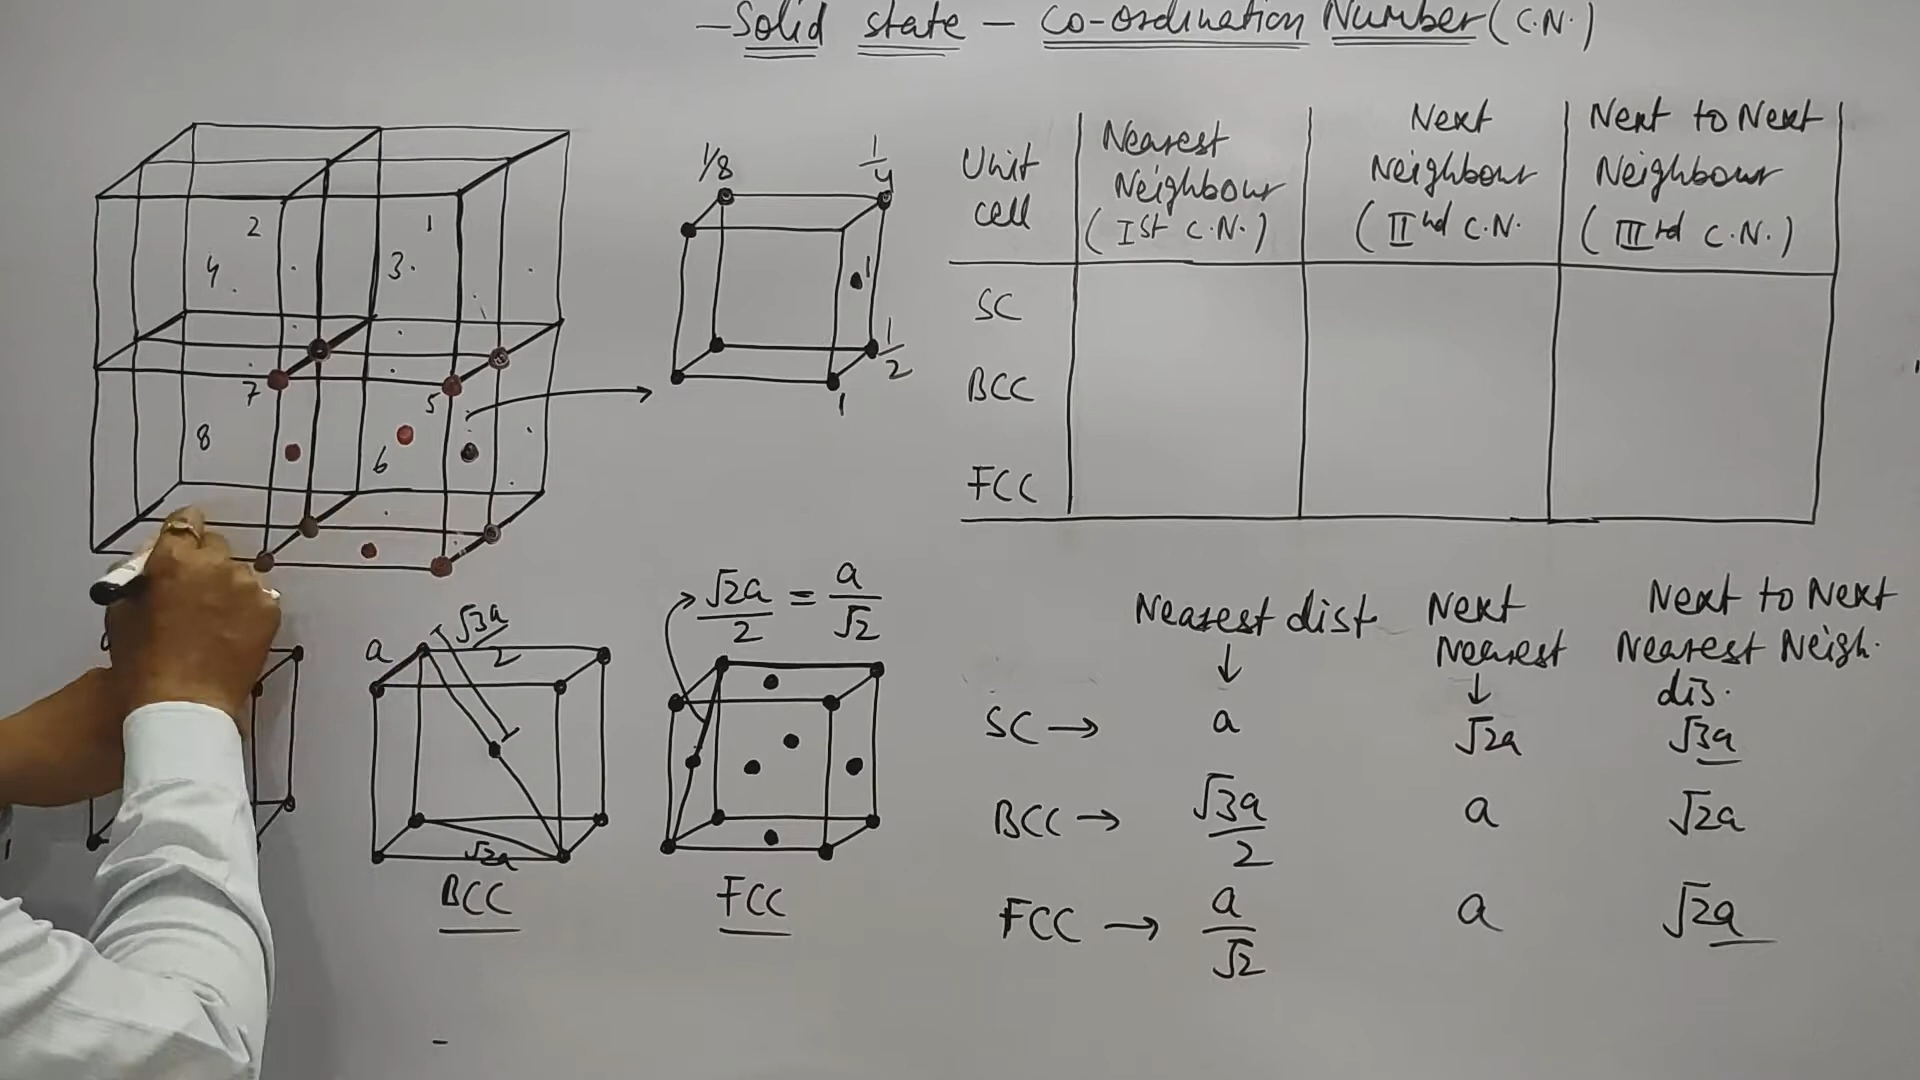 - Solid state - Co-ordination Number (C.N.)
2
1
4
3
7
5
8
6
1/8
1/4
1
1/2
1
Unit cell
Nearest Neighbour (Ist C.N.)
Next Neighbour (IInd C.N.
Next to Next Neighbour (IIIrd C.N.)
SC
BCC
FCC
a
√3a/2
√2a
BCC
√2a/2 = a/√2
FCC
Nearest dist
Next Nearest
Next to Next Nearest Neigh. dis.
SC → a √2a √3a
BCC → √3a/2 a √2a
FCC → a/√2 a √2a